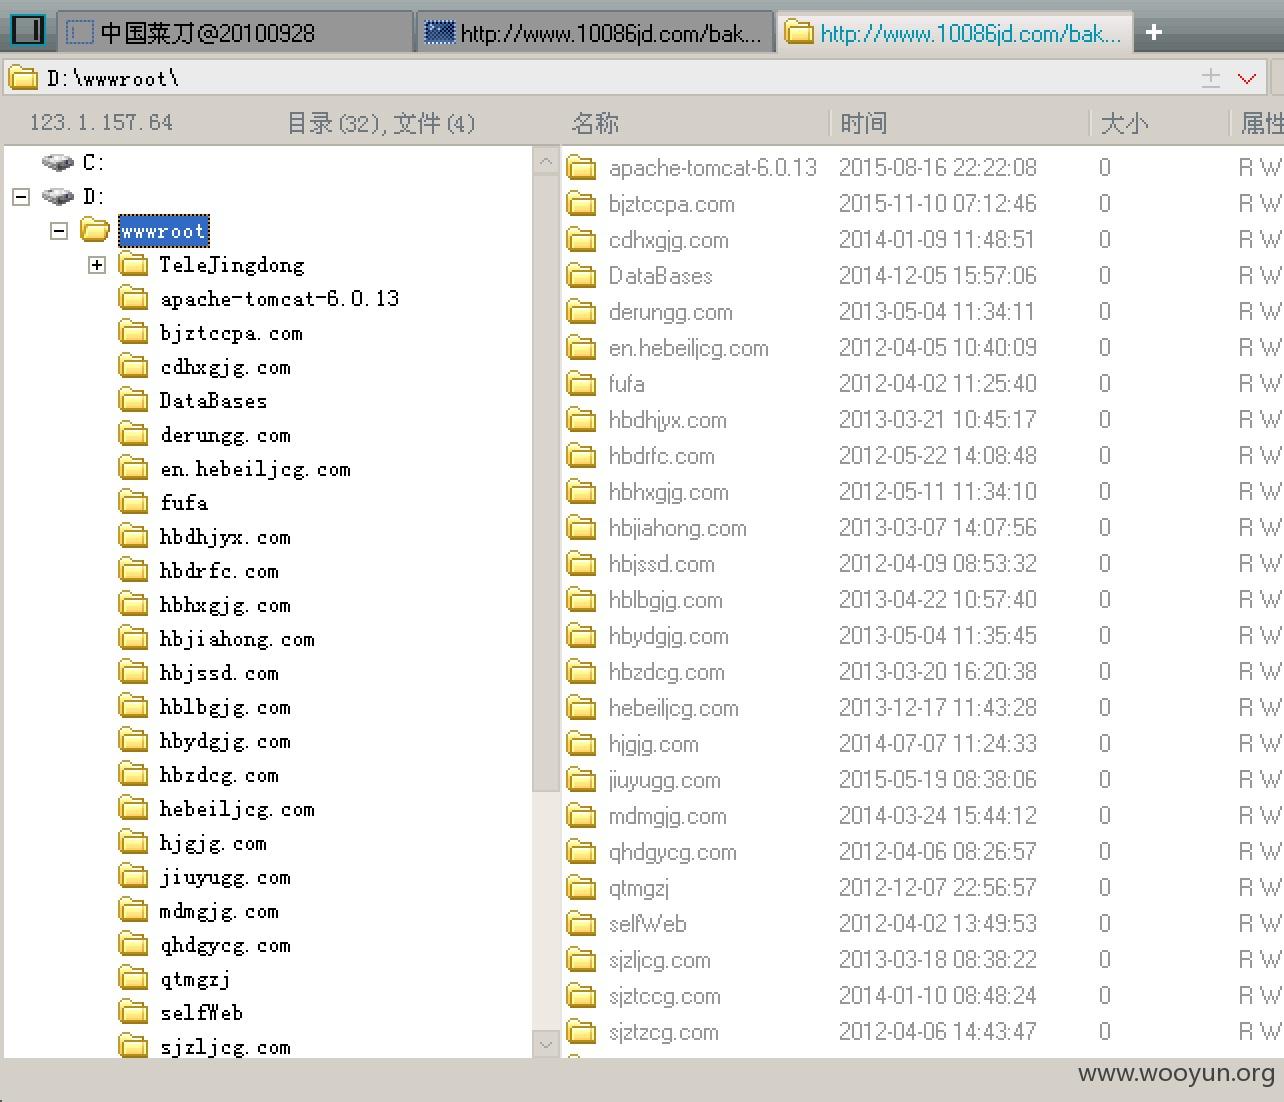 中国菜刀@20100928 http://www.10086jd.com/bak... http://www.10086jd.com/bak... +
D:\wwwroot\
123.1.157.64 目录(32),文件(4) 名称 时间 大小 属性
C:
D:
wwwroot
TeleJingdong
apache-tomcat-6.0.13
bjztccpa.com
cdhxgjg.com
DataBases
derungg.com
en.hebeiljcg.com
fufa
hbdhjyx.com
hbdrfc.com
hbhxgjg.com
hbjiahong.com
hbjssd.com
hblbgjg.com
hbydgjg.com
hbzdcg.com
hebeiljcg.com
hjgjg.com
jiuyugg.com
mdmgjg.com
qhdgycg.com
qtmgzj
selfWeb
sjzljcg.com
apache-tomcat-6.0.13 2015-08-16 22:22:08 0 R W
bjztccpa.com 2015-11-10 07:12:46 0 R W
cdhxgjg.com 2014-01-09 11:48:51 0 R W
DataBases 2014-12-05 15:57:06 0 R W
derungg.com 2013-05-04 11:34:11 0 R W
en.hebeiljcg.com 2012-04-05 10:40:09 0 R W
fufa 2012-04-02 11:25:40 0 R W
hbdhjyx.com 2013-03-21 10:45:17 0 R W
hbdrfc.com 2012-05-22 14:08:48 0 R W
hbhxgjg.com 2012-05-11 11:34:10 0 R W
hbjiahong.com 2013-03-07 14:07:56 0 R W
hbjssd.com 2012-04-09 08:53:32 0 R W
hblbgjg.com 2013-04-22 10:57:40 0 R W
hbydgjg.com 2013-05-04 11:35:45 0 R W
hbzdcg.com 2013-03-20 16:20:38 0 R W
hebeiljcg.com 2013-12-17 11:43:28 0 R W
hjgjg.com 2014-07-07 11:24:33 0 R W
jiuyugg.com 2015-05-19 08:38:06 0 R W
mdmgjg.com 2014-03-24 15:44:12 0 R W
qhdgycg.com 2012-04-06 08:26:57 0 R W
qtmgzj 2012-12-07 22:56:57 0 R W
selfWeb 2012-04-02 13:49:53 0 R W
sjzljcg.com 2013-03-18 08:38:22 0 R W
sjztccg.com 2014-01-10 08:48:24 0 R W
sjztzcg.com 2012-04-06 14:43:47 0 R W
www.wooyun.org